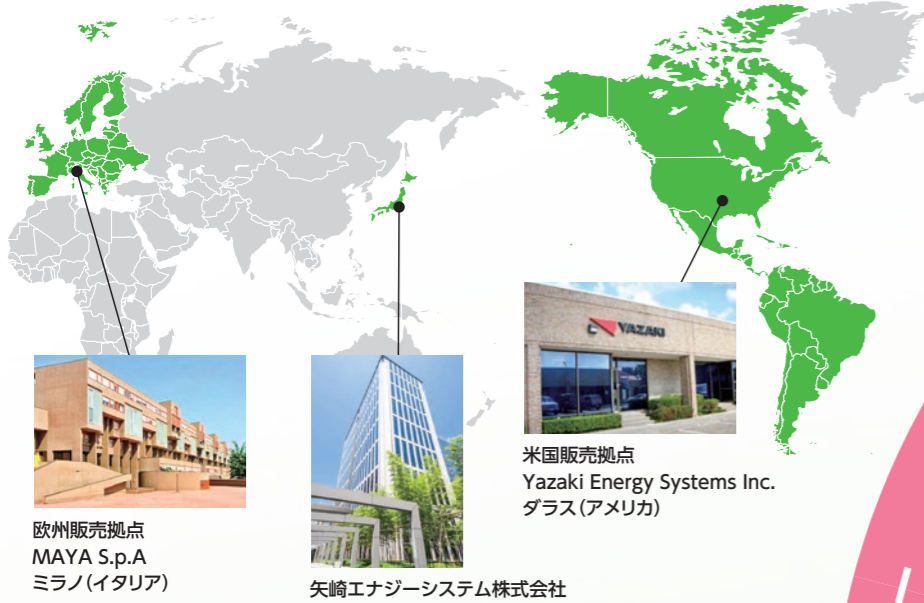 YAZAKI
欧州販売拠点
MAYA S.p.A
ミラノ(イタリア)
矢崎エナジーシステム株式会社
米国販売拠点
Yazaki Energy Systems Inc.
ダラス(アメリカ)